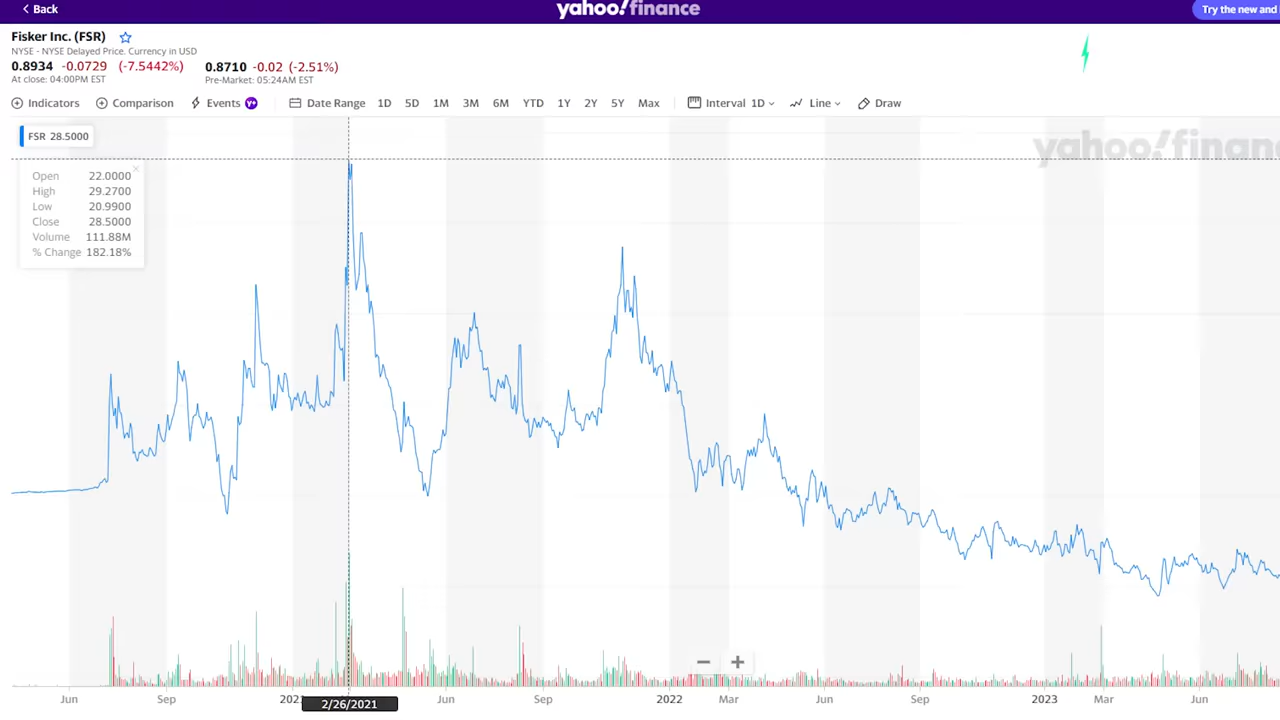 Back
yahoo!finance
Try the new and
Fisker Inc. (FSR)
NYSE - NYSE Delayed Price. Currency in USD
0.8934 -0.0729 (-7.5442%)
At close: 04:00PM EST
0.8710 -0.02 (-2.51%)
Pre-Market: 05:24AM EST
Indicators Comparison Events Y+ Date Range 1D 5D 1M 3M 6M YTD 1Y 2Y 5Y Max Interval 1D Line Draw
FSR 28.5000
yahoo!finance
Open 22.0000
High 29.2700
Low 20.9900
Close 28.5000
Volume 111.88M
% Change 182.18%
Jun Sep 202 Jun Sep 2022 Mar Jun Sep 2023 Mar Jun
2/26/2021